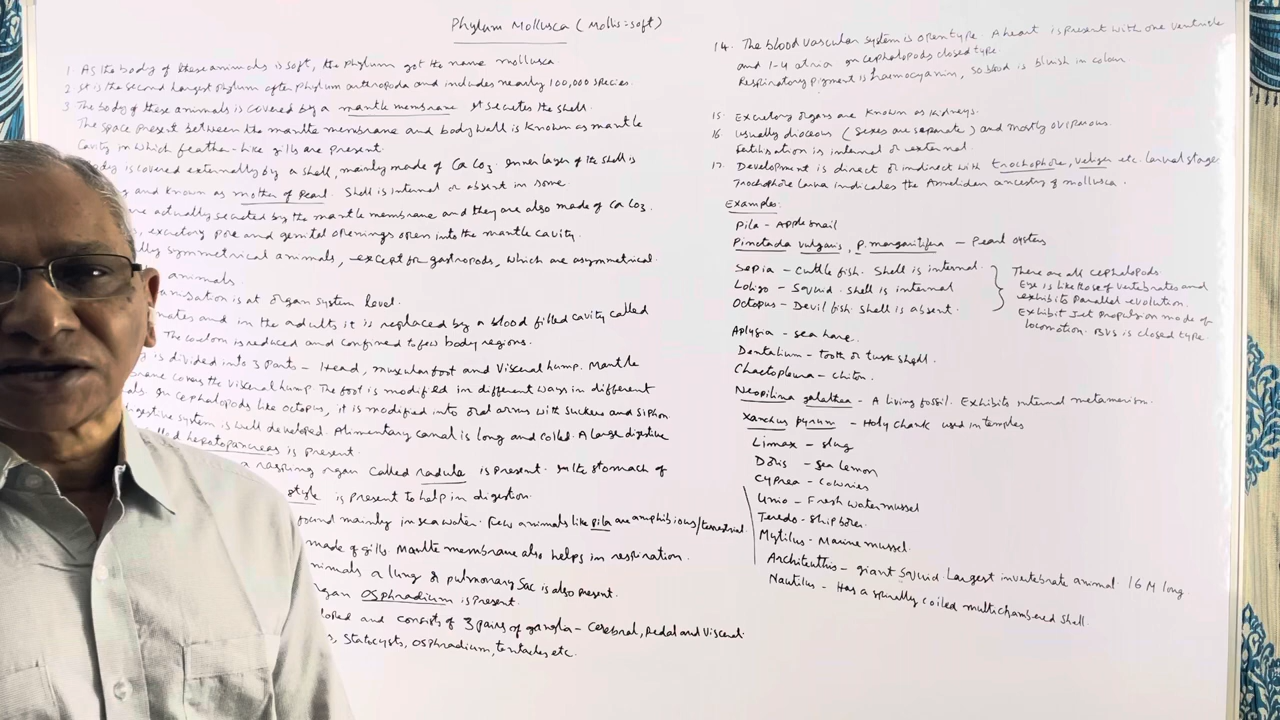 Phylum Mollusca (Mollis=soft)
1. As the body of these animals is soft, the phylum got the name mollusca
2. It is the second largest phylum after phylum arthropoda and includes nearly 100,000 species.
3 The body of these animals is covered by a mantle membrane It secretes the shell.
The space present between the mantle membrane and body wall is known as mantle
cavity in which feather-like gills are present.
is covered externally by a shell, mainly made of CaCO3. Inner layer of the shell is
and known as mother of pearl. Shell is internal or absent in some.
are actually secreted by the mantle membrane and they are also made of CaCO3.
, excretory pore and genital openings open into the mantle cavity.
symmetrical animals, except for gastropods, which are asymmetrical.
animals.
is at organ system level.
and in the adults it is replaced by a blood filled cavity called
The coelom is reduced and confined to few body regions.
is divided into 3 parts - Head, muscular foot and visceral hump. Mantle
covers the visceral hump. The foot is modified in different ways in different
In cephalopods like octopus, it is modified into oral arms with suckers and siphon
system is well developed. Alimentary canal is long and coiled. A large digestive
hepatopancreas is present.
a rasping organ called radula is present. In the stomach of
style is present to help in digestion.
found mainly in sea water. Few animals like pila are amphibious/terrestrial
made of gills. Mantle membrane also helps in respiration.
a lung or pulmonary sac is also present.
osphradium is present.
and consists of 3 pairs of ganglia - cerebral, pedal and visceral.
, statocysts, osphradium, tentacles etc.
14. The blood vascular system is open type. A heart is present with one ventricle
and 1-4 atria In cephalopods closed type
Respiratory pigment is haemocyanin, so blood is bluish in colour
15. Excretory organs are known as kidneys.
16. Usually dioceous (sexes are separate) and mostly oviparous.
Fertilisation is internal or external.
17. Development is direct or indirect with trochophore, veliger etc. larval stages
Trochophore larva indicates the Annelidan ancestry of mollusca.
Examples:
Pila - Apple snail
Pinctada vulgaris, P. margaritifera - Pearl oysters
Sepia - Cuttle fish. Shell is internal.
Loligo - Squid. Shell is internal
Octopus - Devil fish shell is absent.
There are all cephalopods.
Eye is like those of vertebrates and
exhibits parallel evolution.
Exhibit Jet propulsion mode of
locomotion. BVS is closed type.
Aplysia - sea hare.
Dentalium - tooth or tusk shell.
Chaetopleura - chiton.
Neopilina galathea - A living fossil. Exhibits internal metamerism.
Xanchus pyrum - Holy chank used in temples
Limax - slug
Doris - sea lemon
Cyprea - Cowries
Unio - Fresh water mussel
Teredo - Ship borer.
Mytilus - Marine mussel.
Architeuthis - giant squid Largest invertebrate animal 16 M long.
Nautilus - Has a spirally coiled multichambered shell.